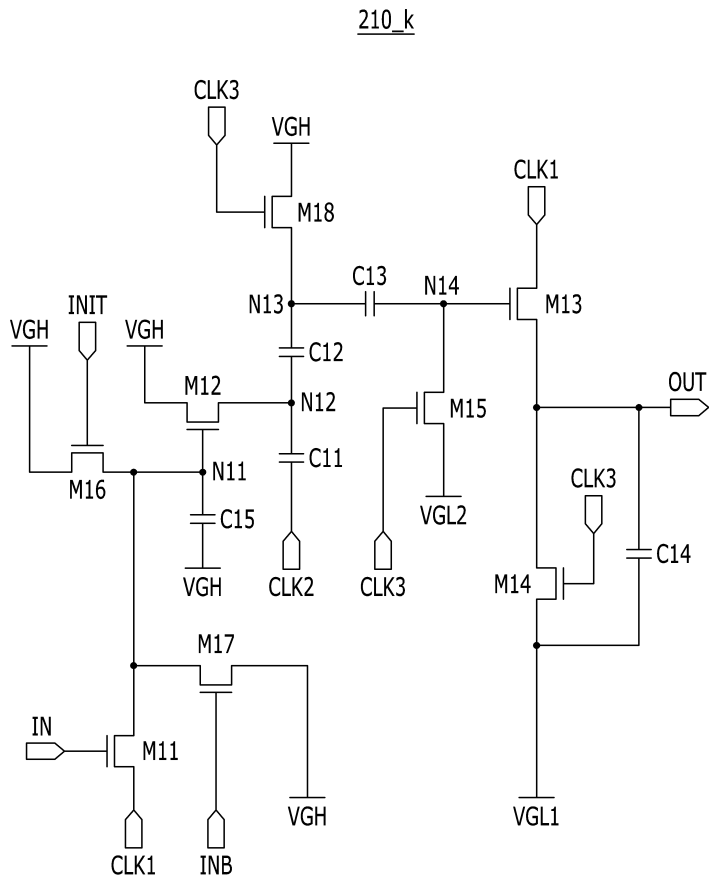 210_k
CLK3
VGH
M18
CLK1
C13
N14
N13
M13
INIT
VGH
VGH
C12
M12
N12
M15
OUT
C11
N11
M16
C15
VGL2
CLK3
VGH
CLK2
CLK3
C14
M14
M17
IN
M11
CLK1
INB
VGH
VGL1